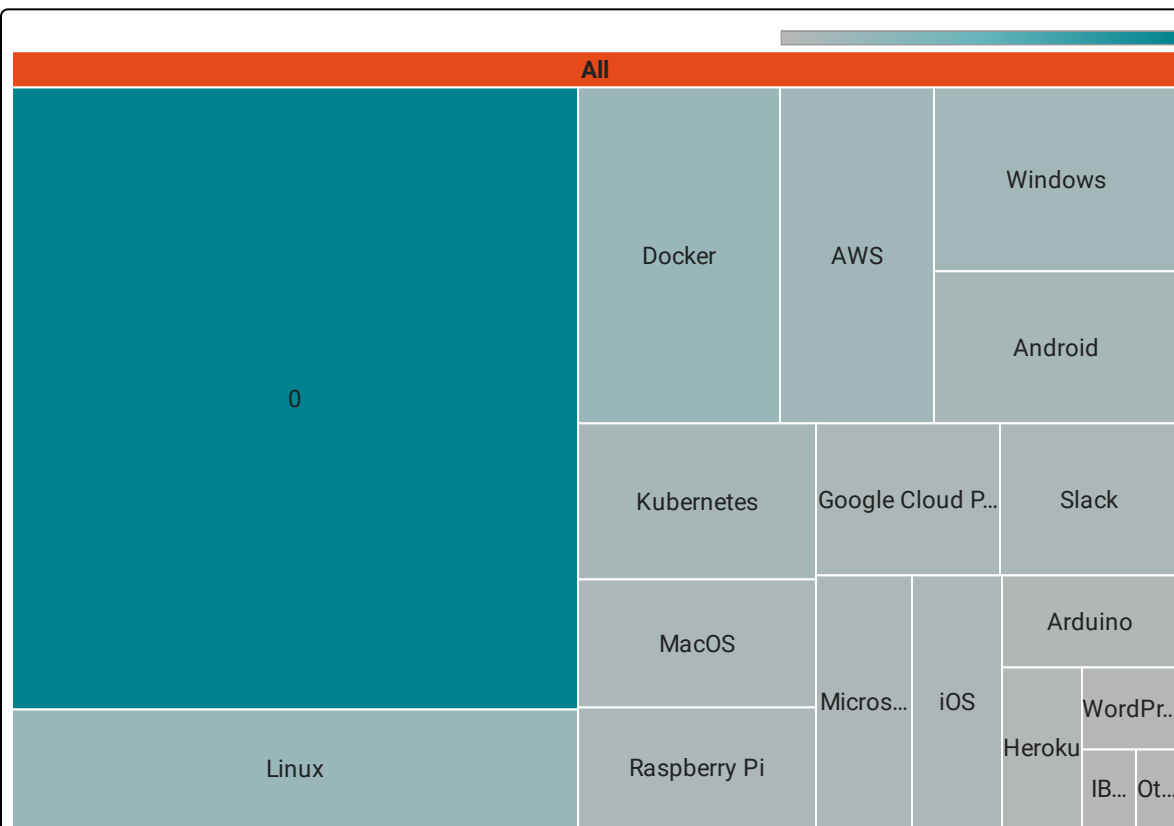 All
0
Linux
Docker
AWS
Windows
Android
Kubernetes
Google Cloud P...
Slack
MacOS
Raspberry Pi
Micros...
iOS
Arduino
Heroku
WordPr...
IB...
Ot...